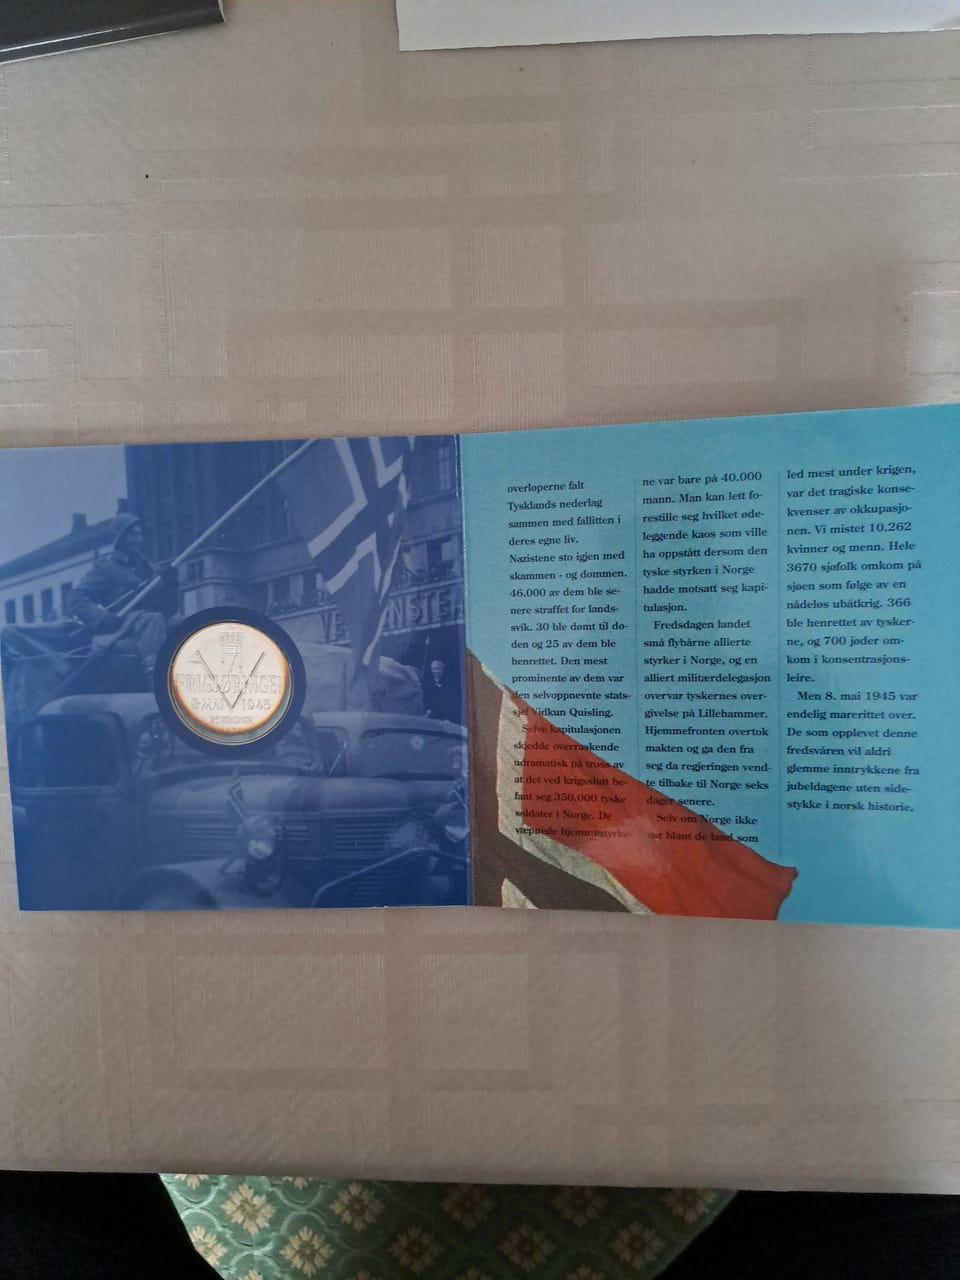 FRIGJØRINGEN
8·MAI 1945
25 KRONER
overløperne falt
Tysklands nederlag
sammen med fallitten i
deres egne liv.
Nazistene sto igjen med
skammen - og dommen.
46.000 av dem ble se-
nere straffet for lands-
svik. 30 ble dømt til dø-
den og 25 av dem ble
henrettet. Den mest
prominente av dem var
den selvoppnevnte stats-
sjef Vidkun Quisling.
Selve kapitulasjonen
skjedde overraskende
udramatisk på tross av
at det ved krigsslutt be-
fant seg 350.000 tyske
soldater i Norge. De
væpnede hjemmestyrke-
ne var bare på 40.000
mann. Man kan lett fo-
restille seg hvilket øde-
leggende kaos som ville
ha oppstått dersom den
tyske styrken i Norge
hadde motsatt seg kapi-
tulasjon.
Fredsdagen landet
små flybårne allierte
styrker i Norge, og en
alliert militærdelegasjon
overvar tyskernes over-
givelse på Lillehammer.
Hjemmefronten overtok
makten og ga den fra
seg da regjeringen vend-
te tilbake til Norge seks
dager senere.
Selv om Norge ikke
var blant de land som
led mest under krigen,
var det tragiske konse-
kvenser av okkupasjo-
nen. Vi mistet 10.262
kvinner og menn. Hele
3670 sjøfolk omkom på
sjøen som følge av en
nådeløs ubåtkrig. 366
ble henrettet av tysker-
ne, og 700 jøder om-
kom i konsentrasjons-
leire.
Men 8. mai 1945 var
endelig marerittet over.
De som opplevet denne
fredsvåren vil aldri
glemme inntrykkene fra
jubeldagene uten side-
stykke i norsk historie.